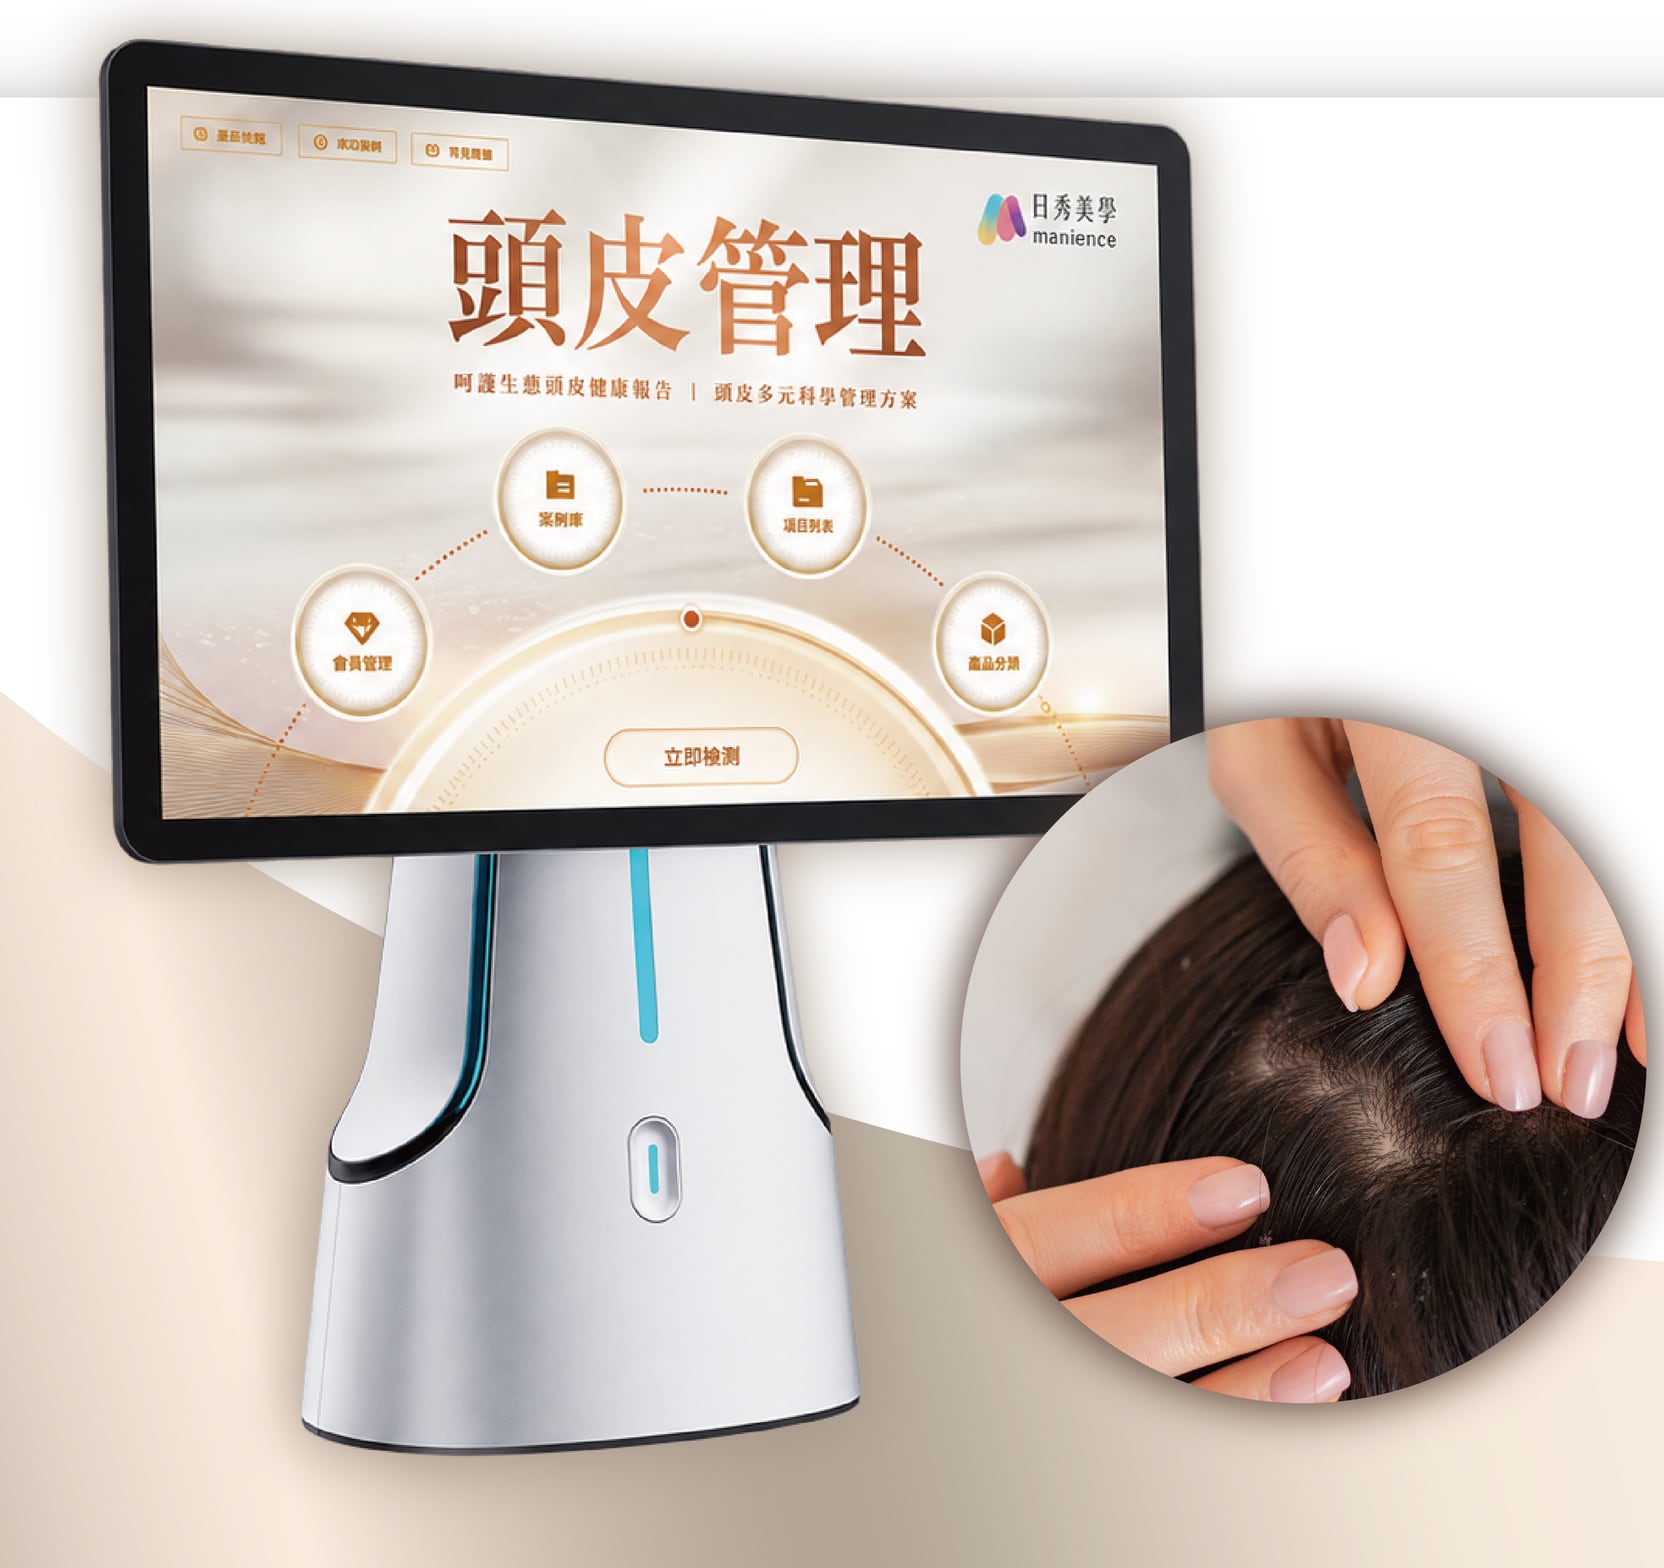 日秀美學
manience
頭皮管理
呵護生態頭皮健康報告 | 頭皮多元科學管理方案
案例庫
項目列表
會員管理
產品分類
立即檢測